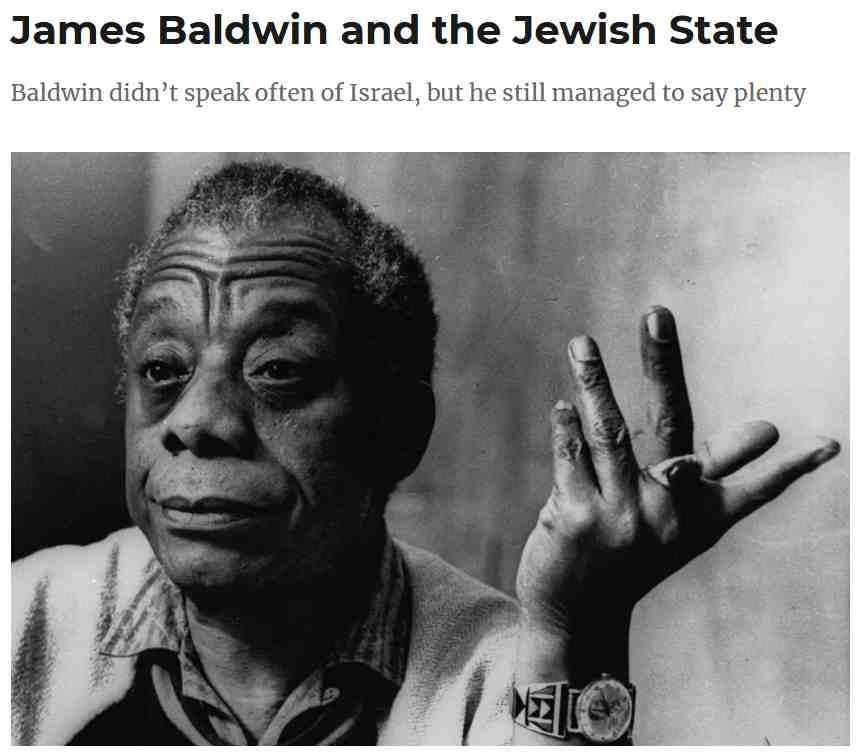 James Baldwin and the Jewish State
Baldwin didn’t speak often of Israel, but he still managed to say plenty